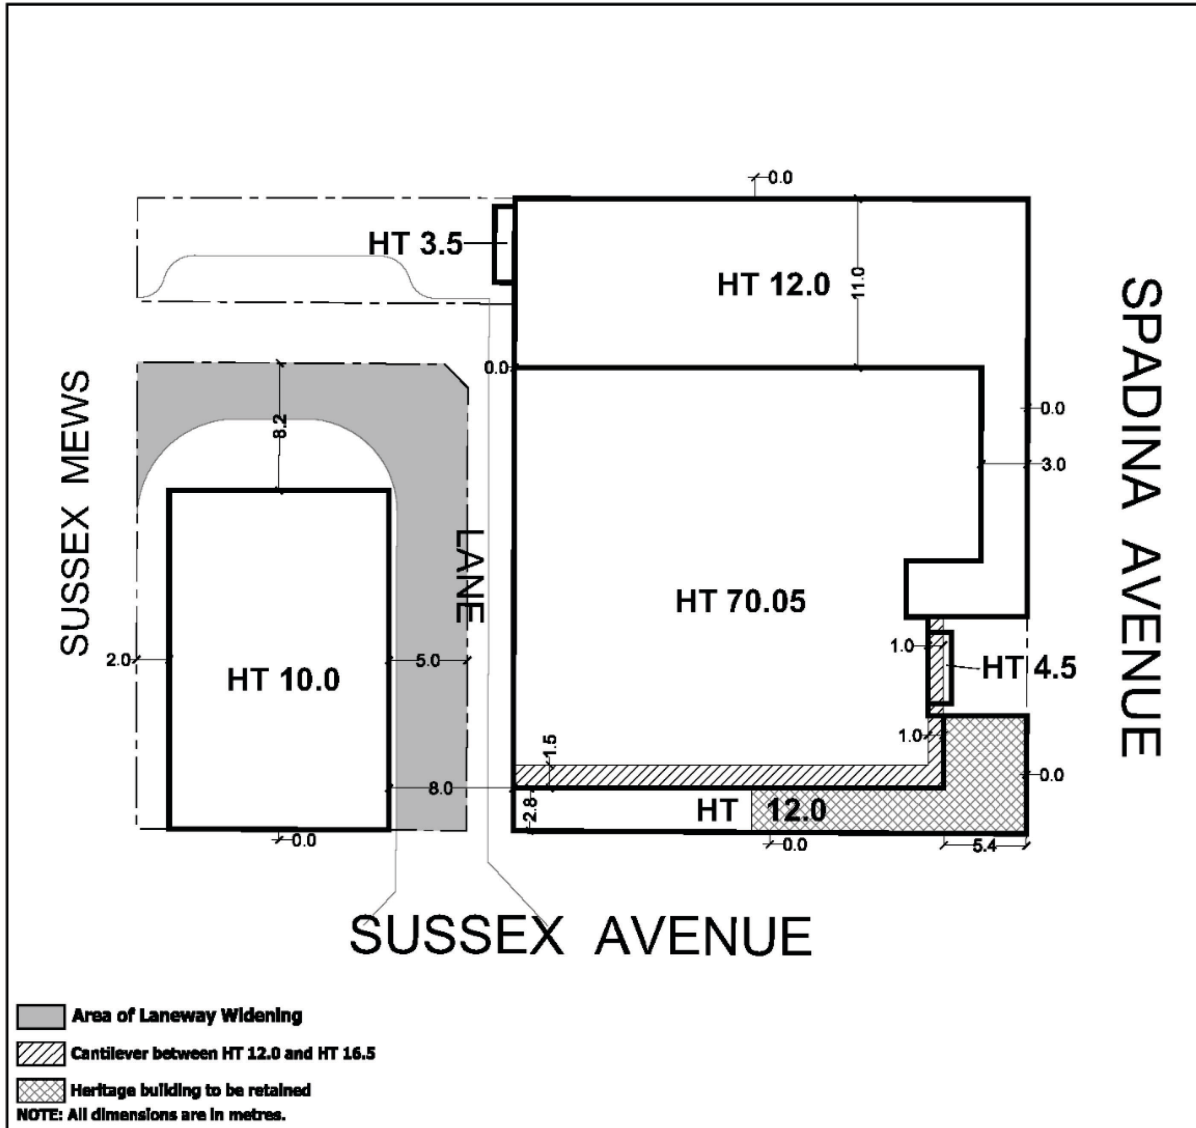 0.0
HT 3.5
HT 12.0
11.0
SPADINA AVENUE
0.0
8.2
0.0
3.0
SUSSEX MEWS
LANE
HT 70.05
2.0
HT 10.0
5.0
1.0
HT 4.5
1.5
1.0
0.0
8.0
2.8
HT 12.0
0.0
0.0
5.4
SUSSEX AVENUE
Area of Laneway Widening
Cantilever between HT 12.0 and HT 16.5
Heritage building to be retained
NOTE: All dimensions are in metres.